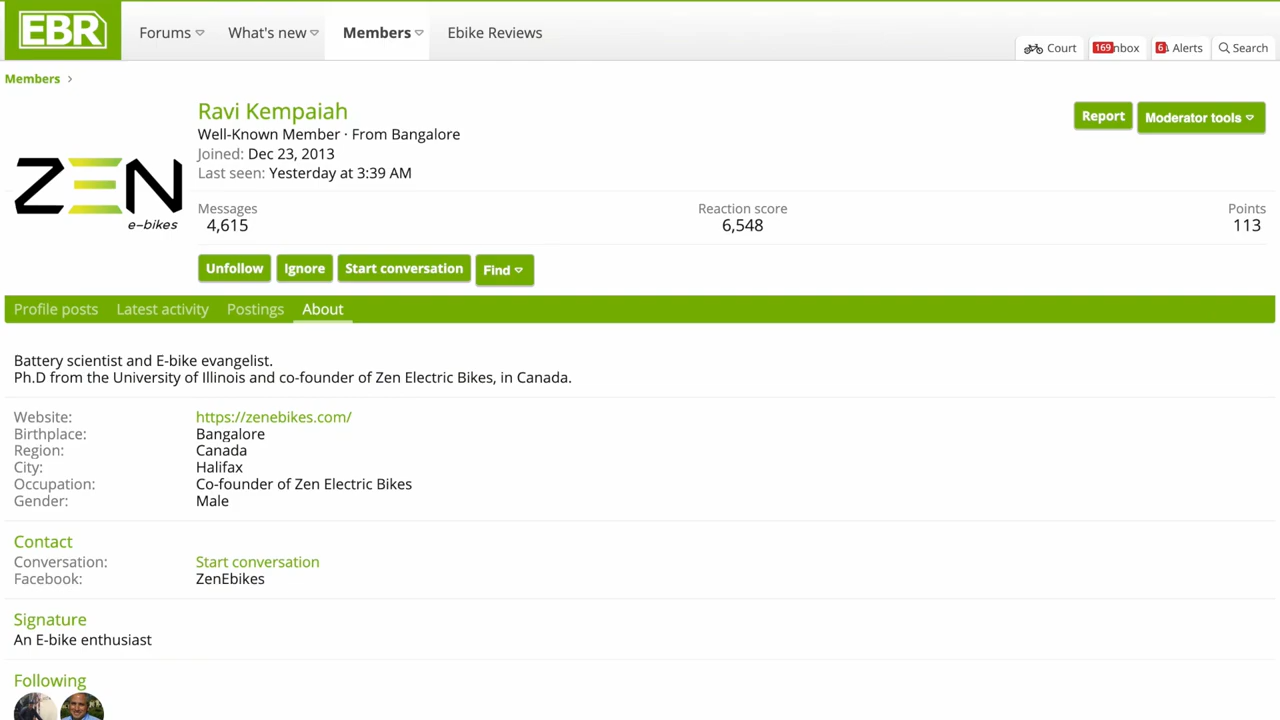 EBR
Forums
What's new
Members
Ebike Reviews
Court
169 nbox
6 Alerts
Search
Members
ZEN
e-bikes
Ravi Kempaiah
Well-Known Member · From Bangalore
Joined: Dec 23, 2013
Last seen: Yesterday at 3:39 AM
Report
Moderator tools
Messages
4,615
Reaction score
6,548
Points
113
Unfollow
Ignore
Start conversation
Find
Profile posts
Latest activity
Postings
About
Battery scientist and E-bike evangelist.
Ph.D from the University of Illinois and co-founder of Zen Electric Bikes, in Canada.
Website: https://zenebikes.com/
Birthplace: Bangalore
Region: Canada
City: Halifax
Occupation: Co-founder of Zen Electric Bikes
Gender: Male
Contact
Conversation: Start conversation
Facebook: ZenEbikes
Signature
An E-bike enthusiast
Following